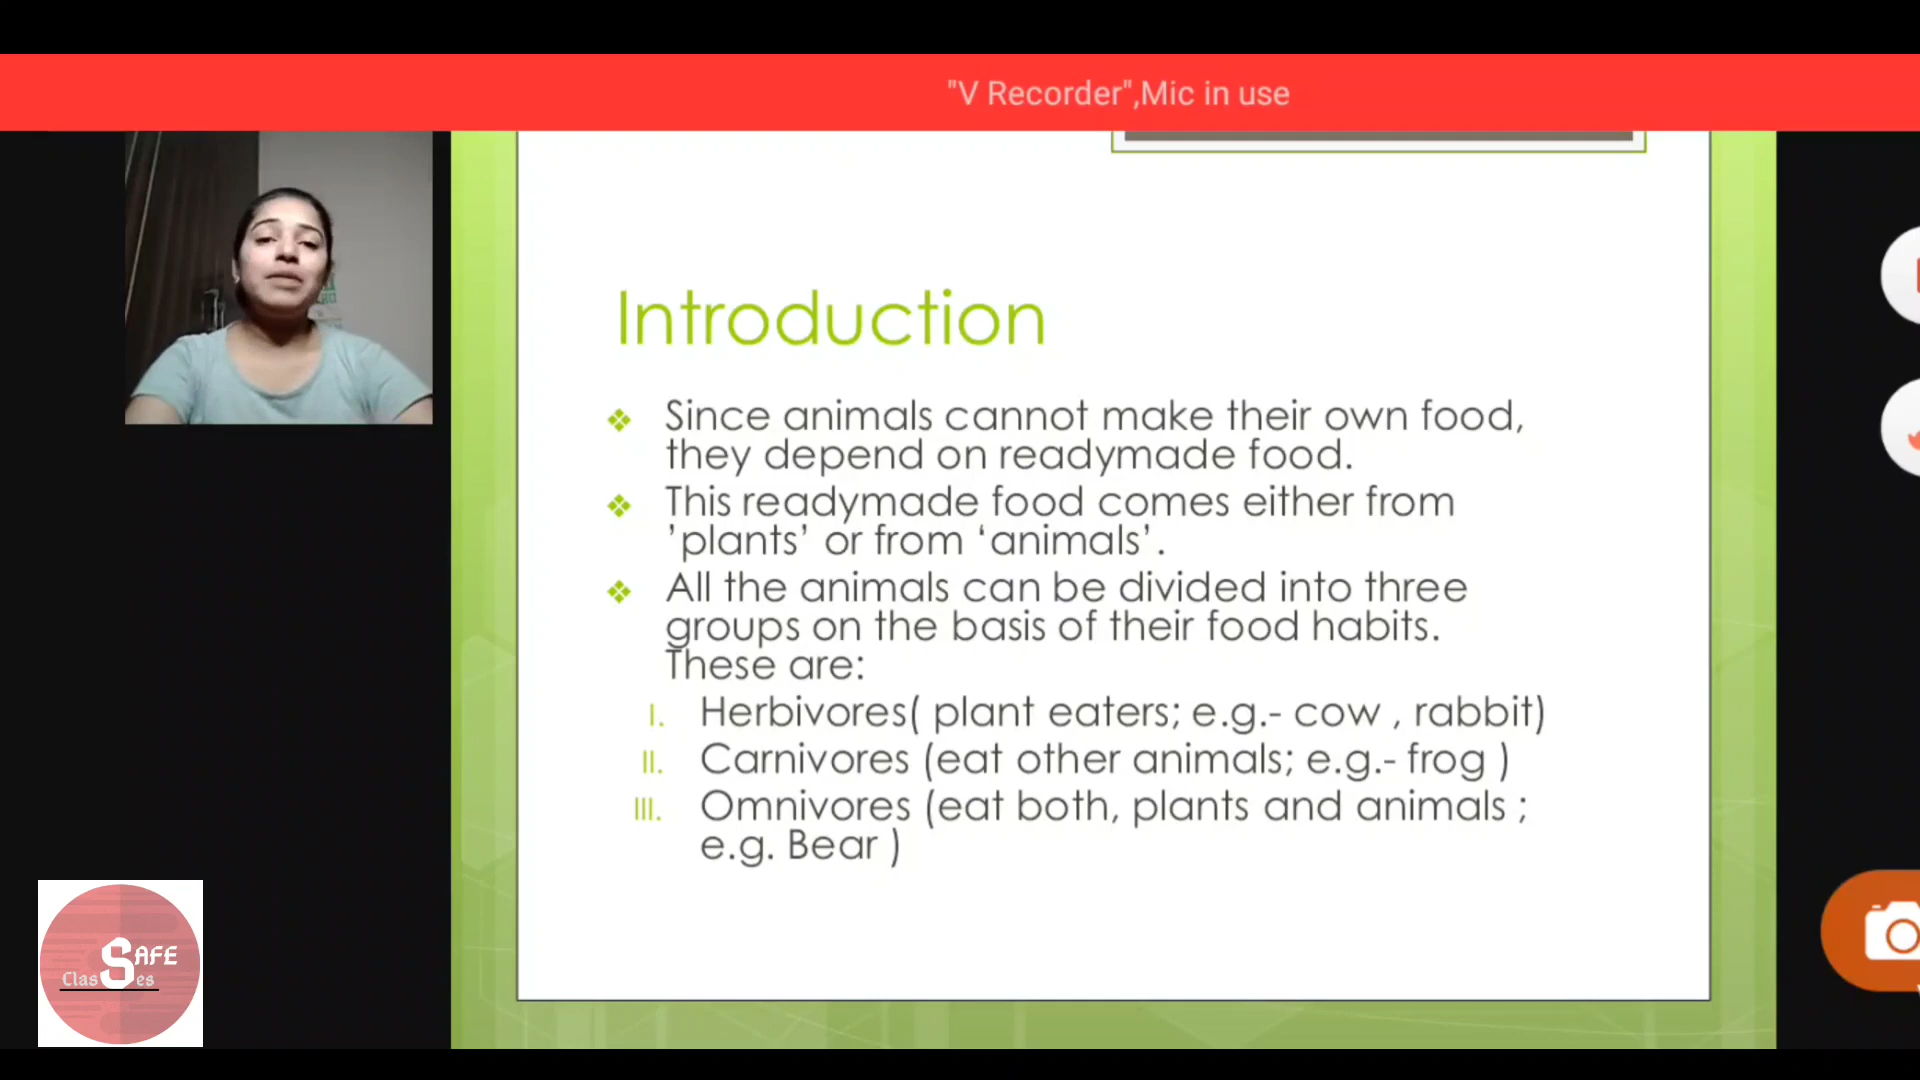 "V Recorder",Mic in use
Introduction
❖ Since animals cannot make their own food,
they depend on readymade food.
❖ This readymade food comes either from
’plants’ or from ‘animals’.
❖ All the animals can be divided into three
groups on the basis of their food habits.
These are:
I. Herbivores( plant eaters; e.g.- cow , rabbit)
II. Carnivores (eat other animals; e.g.- frog )
III. Omnivores (eat both, plants and animals ;
e.g. Bear )
SAFE
ClasSes